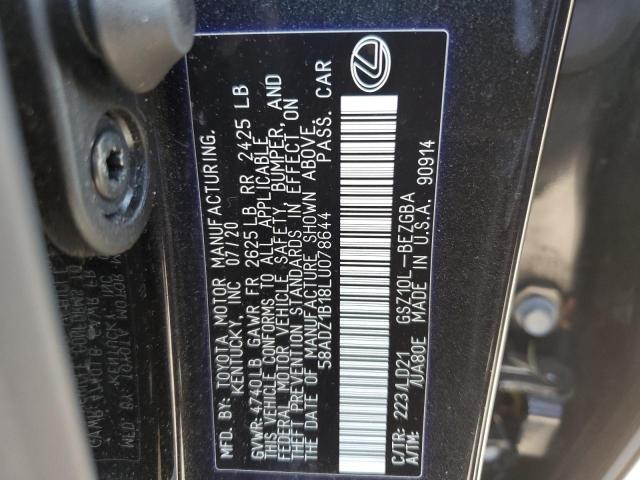 MFD. BY: TOYOTA MOTOR MANUFACTURING.
KENTUCKY, INC 07/20
GVWR-4740LB GAWR FR 2625LB RR 2425 LB
THIS VEHICLE CONFORMS TO ALL APPLICABLE
FEDERAL MOTOR VEHICLE SAFETY, BUMPER, AND
THEFT PREVENTION STANDARDS IN EFFECT ON
THE DATE OF MANUFACTURE SHOWN ABOVE.
58ADZ1B18LU078644 PASS. CAR
C/TR: 223/LD21 GSZ10L-BEZGBA
A/TM: /UA80E MADE IN U.S.A. 90914